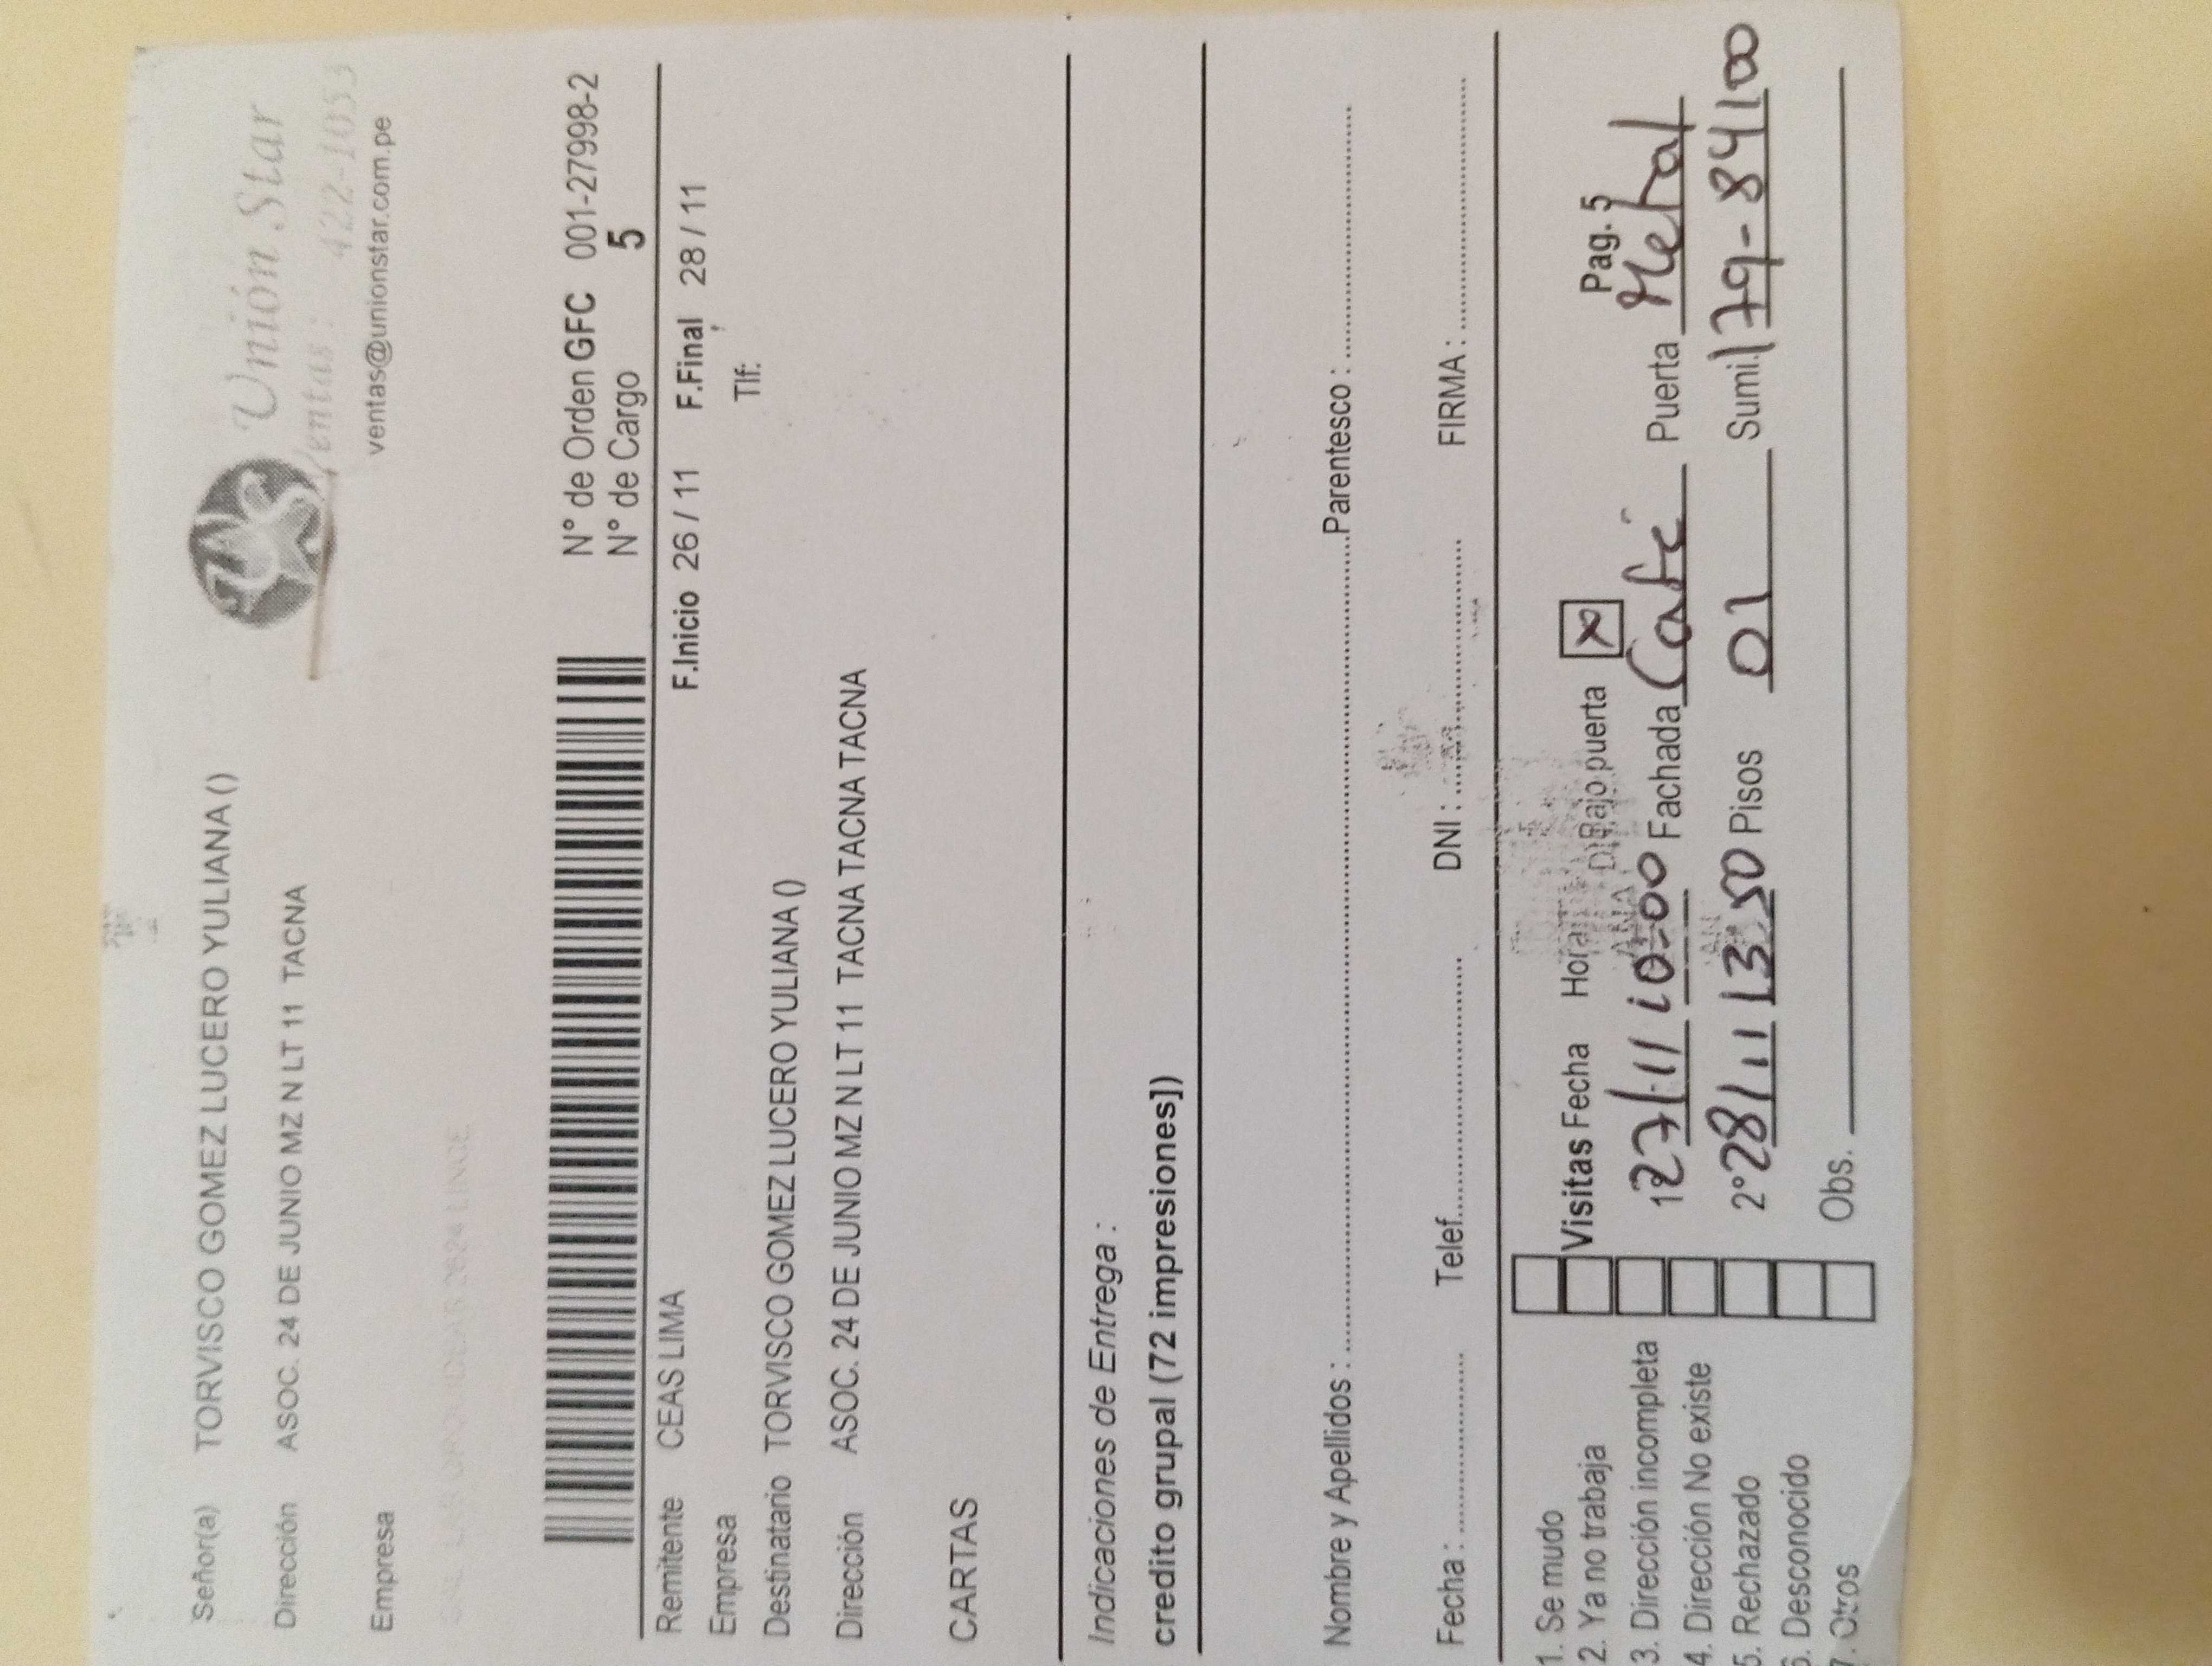 Señor(a) TORVISCO GOMEZ LUCERO YULIANA ()
Unión Star
Dirección ASOC. 24 DE JUNIO MZ N LT 11 TACNA
Ventas : 422-1053
ventas@unionstar.com.pe
Empresa
N° de Orden GFC 001-27998-2
N° de Cargo 5
Remitente CEAS LIMA
F.Inicio 26 / 11 F.Final 28 / 11
Empresa
Tlf:
Destinatario TORVISCO GOMEZ LUCERO YULIANA ()
Dirección ASOC. 24 DE JUNIO MZ N LT 11 TACNA TACNA TACNA
CARTAS
Indicaciones de Entrega :
credito grupal (72 impresiones])
Nombre y Apellidos : Parentesco :
Fecha : Telef. DNI : FIRMA :
1. Se mudo
2. Ya no trabaja
3. Dirección incompleta
4. Dirección No existe
5. Rechazado
6. Desconocido
7. Otros
Visitas Fecha Hora Bajo puerta X Pag. 5
1 27/11 10:00 Fachada Café Puerta Metal
2° 28/11 13:50 Pisos 01 Sumi. 179-84100
Obs.